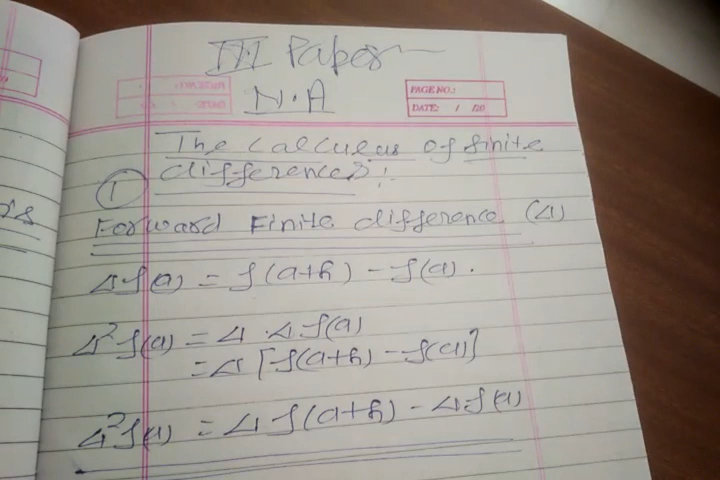 III Paper
N.A
PAGE NO.:
DATE: / /20
The calculus of finite
differences:-
1
Forward Finite difference (Δ)
Δf(a) = f(a+h) - f(a).
Δ²f(a) = Δ . Δf(a)
= Δ [f(a+h) - f(a)]
Δ²f(a) = Δ f(a+h) - Δf(a)